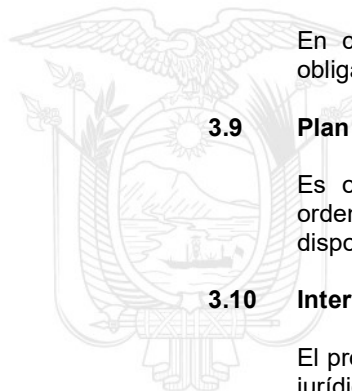 En c
obliga
3.9 Plan
Es o
orden
dispo
3.10 Inter
El pre
jurídi